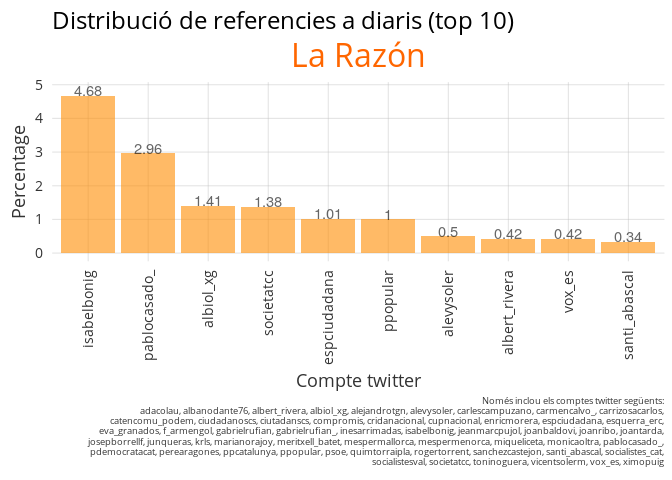 Distribució de referencies a diaris (top 10)
La Razón
Percentage
5
4
3
2
1
0
4.68
2.96
1.41
1.38
1.01
1
0.5
0.42
0.42
0.34
isabelbonig
pablocasado_
albiol_xg
societatcc
espciudadana
ppopular
alevysoler
albert_rivera
vox_es
santi_abascal
Compte twitter
Només inclou els comptes twitter següents:
adacolau, albanodante76, albert_rivera, albiol_xg, alejandrotgn, alevysoler, carlescampuzano, carmencalvo_, carrizosacarlos,
catencomu_podem, ciudadanoscs, ciutadanscs, compromis, cridanacional, cupnacional, enricmorera, espciudadana, esquerra_erc,
eva_granados, f_armengol, gabrielrufian, gabrielrufian_, inesarrimadas, isabelbonig, jeanmarcpujol, joanbaldovi, joanribo, joantarda,
josepborrellf, junqueras, krls, marianorajoy, meritxell_batet, mespermallorca, mespermenorca, miqueliceta, monicaoltra, pablocasado_,
pdemocratacat, perearagones, ppcatalunya, ppopular, psoe, quimtorraipla, rogertorrent, sanchezcastejon, santi_abascal, socialistes_cat,
socialistesval, societatcc, toninoguera, vicentsolerm, vox_es, ximopuig